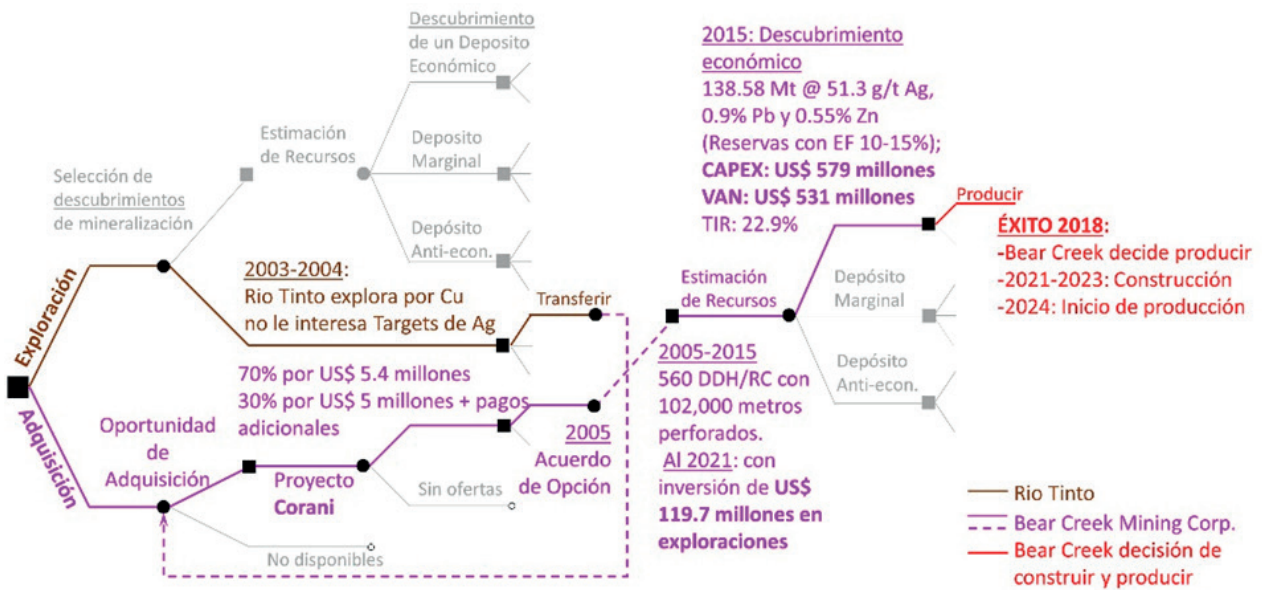 Descubrimiento
de un Deposito
Económico
Estimación
de Recursos
Deposito
Marginal
Selección de
descubrimientos
de mineralización
Depósito
Anti-econ.
Exploración
2003-2004:
Rio Tinto explora por Cu
no le interesa Targets de Ag
Transferir
Adquisición
70% por US$ 5.4 millones
30% por US$ 5 millones + pagos
adicionales
Oportunidad
de
Adquisición
Proyecto
Corani
Sin ofertas
No disponibles
2005
Acuerdo
de Opción
2015: Descubrimiento
económico
138.58 Mt @ 51.3 g/t Ag,
0.9% Pb y 0.55% Zn
(Reservas con EF 10-15%);
CAPEX: US$ 579 millones
VAN: US$ 531 millones
TIR: 22.9%
Estimación
de Recursos
2005-2015
560 DDH/RC con
102,000 metros
perforados.
Al 2021: con
inversión de US$
119.7 millones en
exploraciones
Depósito
Marginal
Depósito
Anti-econ.
Producir
ÉXITO 2018:
-Bear Creek decide producir
-2021-2023: Construcción
-2024: Inicio de producción
Rio Tinto
Bear Creek Mining Corp.
Bear Creek decisión de
construir y producir